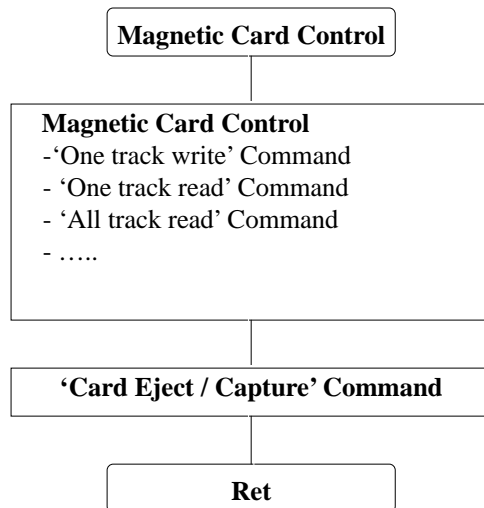 Magnetic Card Control
Magnetic Card Control
-‘One track write’ Command
- ‘One track read’ Command
- ‘All track read’ Command
- …..
‘Card Eject / Capture’ Command
Ret